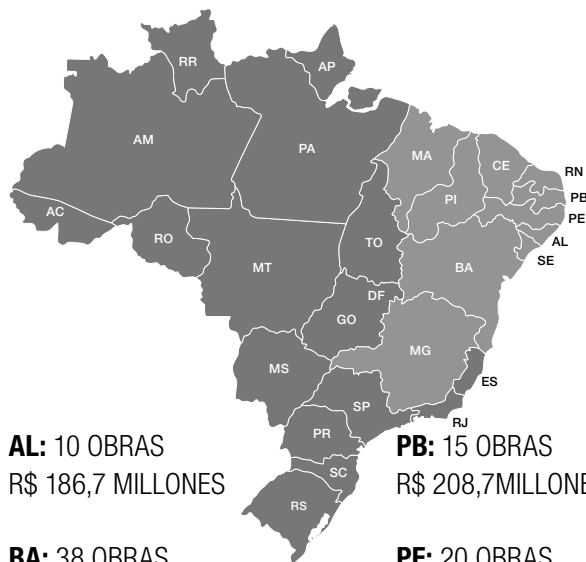 RR
AP
AM
PA
MA
CE
RN
PI
PB
PE
AC
AL
RO
TO
SE
MT
BA
DF
GO
MG
MS
ES
SP
RJ
PR
SC
RS
AL: 10 OBRAS
R$ 186,7 MILLONES
PB: 15 OBRAS
R$ 208,7MILLONE
BA: 38 OBRAS
PE: 20 OBRAS